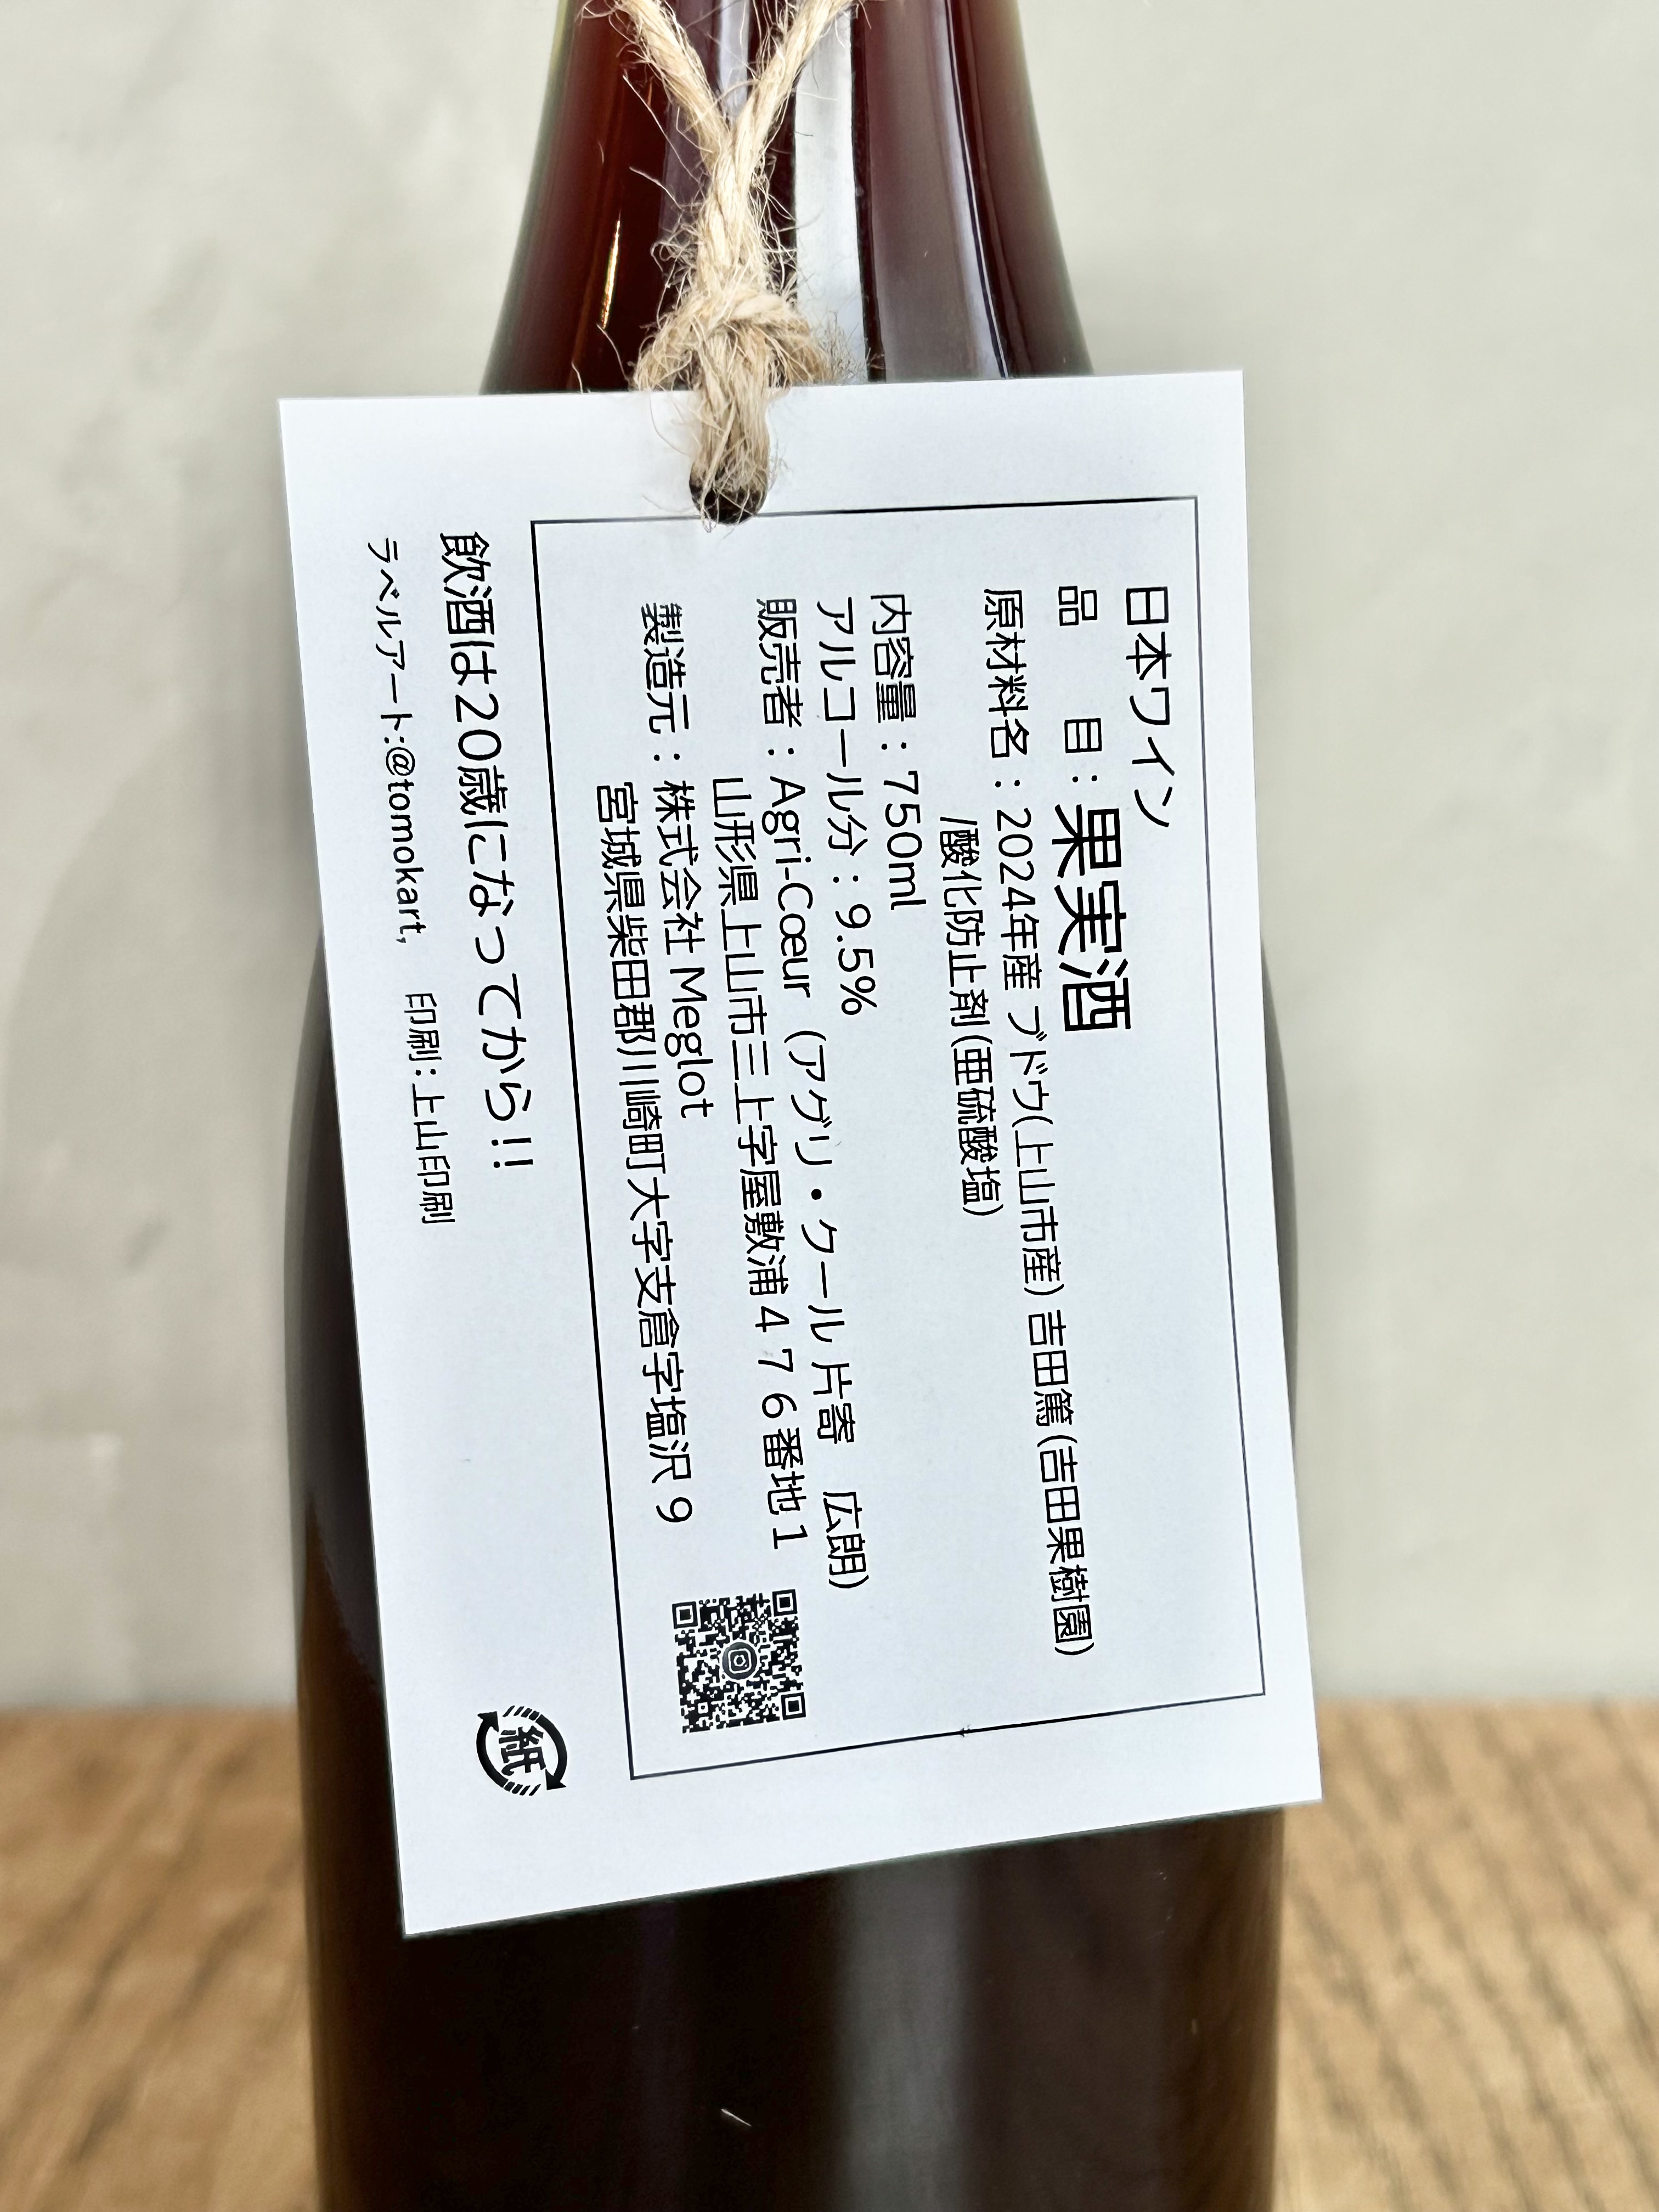 日本ワイン
品　　目：果実酒
原材料名：2024年産 ブドウ(上山市産) 吉田篤 (吉田果樹園)
/酸化防止剤(亜硫酸塩)
内容量：750ml
アルコール分：9.5%
販売者：Agri-Cœur（アグリ・クール 片寄　広朗）
山形県上山市三上字屋敷浦４７６番地１
製造元：株式会社 Meglot
宮城県柴田郡川崎町大字支倉字塩沢９
飲酒は20歳になってから!!
ラベルアート:@tomokart,　印刷:上山印刷
紙